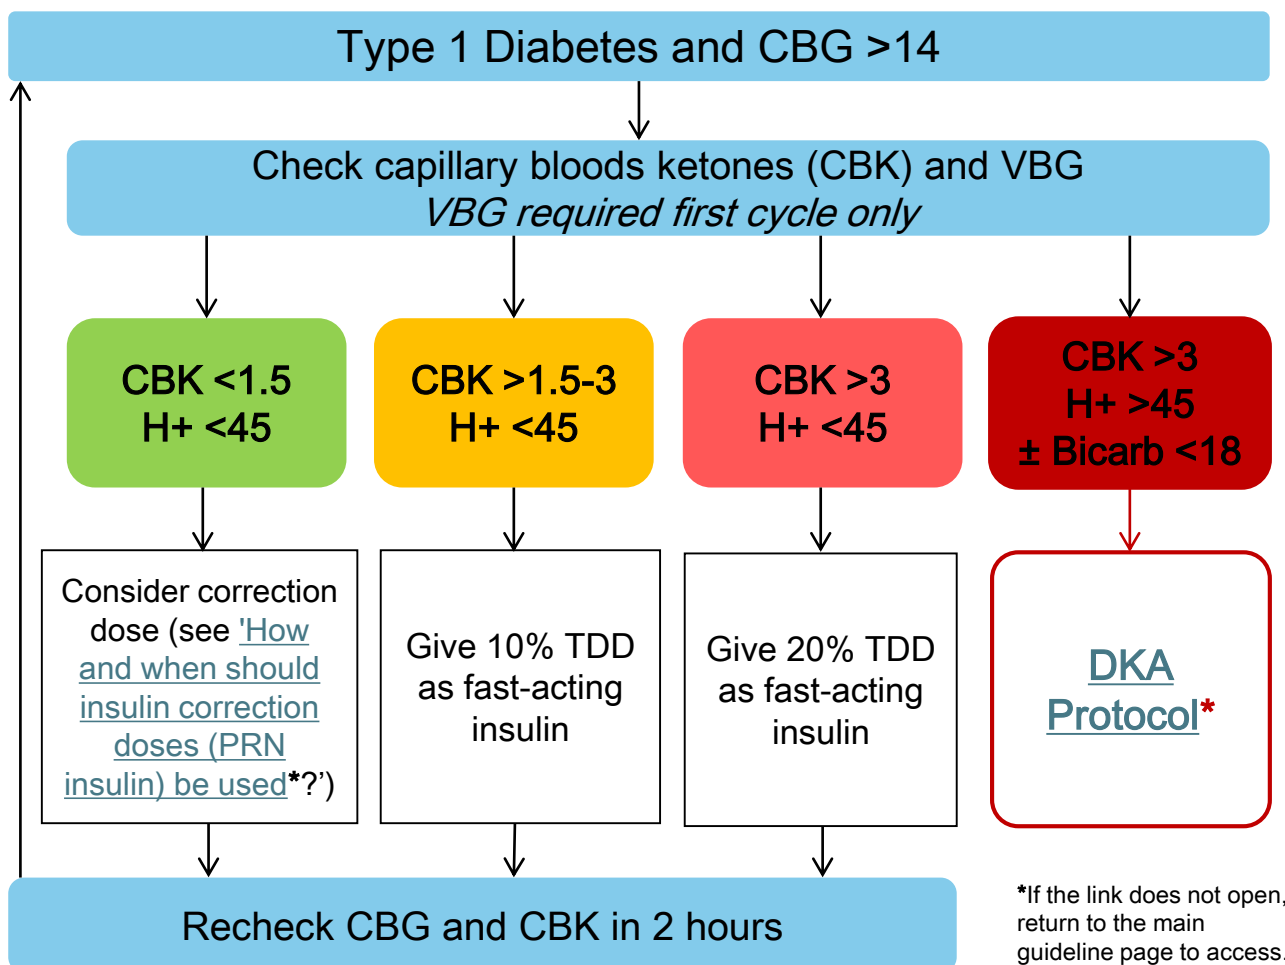 Type 1 Diabetes and CBG >14
Check capillary bloods ketones (CBK) and VBG
VBG required first cycle only
CBK <1.5
H+ <45
CBK >1.5-3
H+ <45
CBK >3
H+ <45
CBK >3
H+ >45
± Bicarb <18
Consider correction
dose (see 'How
and when should
insulin correction
doses (PRN
insulin) be used*?’)
Give 10% TDD
as fast-acting
insulin
Give 20% TDD
as fast-acting
insulin
DKA
Protocol*
Recheck CBG and CBK in 2 hours
*If the link does not open,
return to the main
guideline page to access.